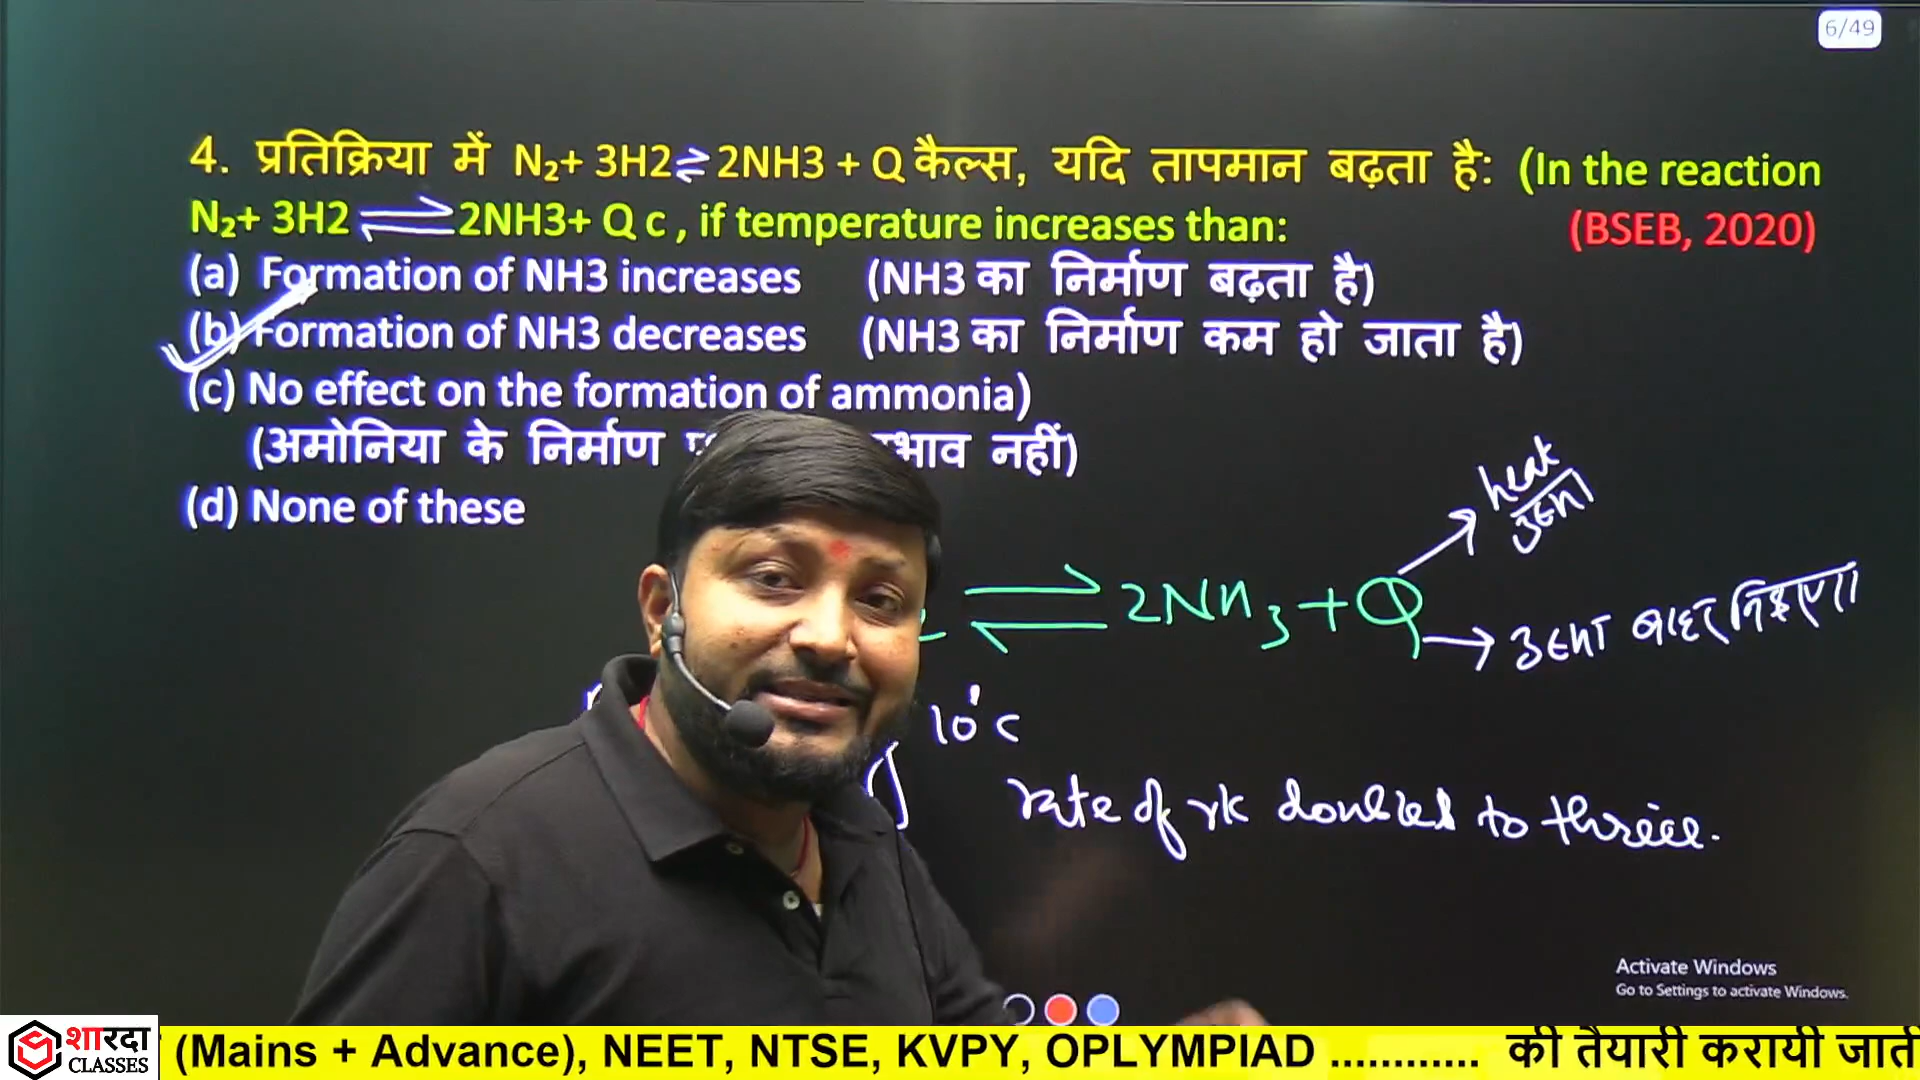 6/49
4. प्रतिक्रिया में N₂+ 3H2⇌2NH3 + Q कैल्स, यदि तापमान बढ़ता है: (In the reaction
N₂+ 3H2 ⇌ 2NH3+ Q c , if temperature increases than: (BSEB, 2020)
(a) Formation of NH3 increases (NH3 का निर्माण बढ़ता है)
(b) Formation of NH3 decreases (NH3 का निर्माण कम हो जाता है)
(c) No effect on the formation of ammonia)
(अमोनिया के निर्माण भाव नहीं)
(d) None of these
heat
⇌ 2NH3 + Q
10°C
rate of rx doubles to thriece.
Activate Windows
Go to Settings to activate Windows.
शारदा CLASSES
(Mains + Advance), NEET, NTSE, KVPY, OPLYMPIAD ............ की तैयारी करायी जाती